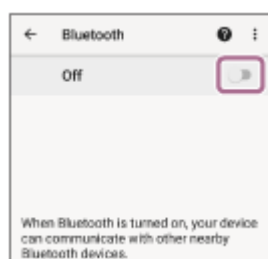 Bluetooth
Off
When Bluetooth is turned on, your device
can communicate with other nearby
Bluetooth devices.